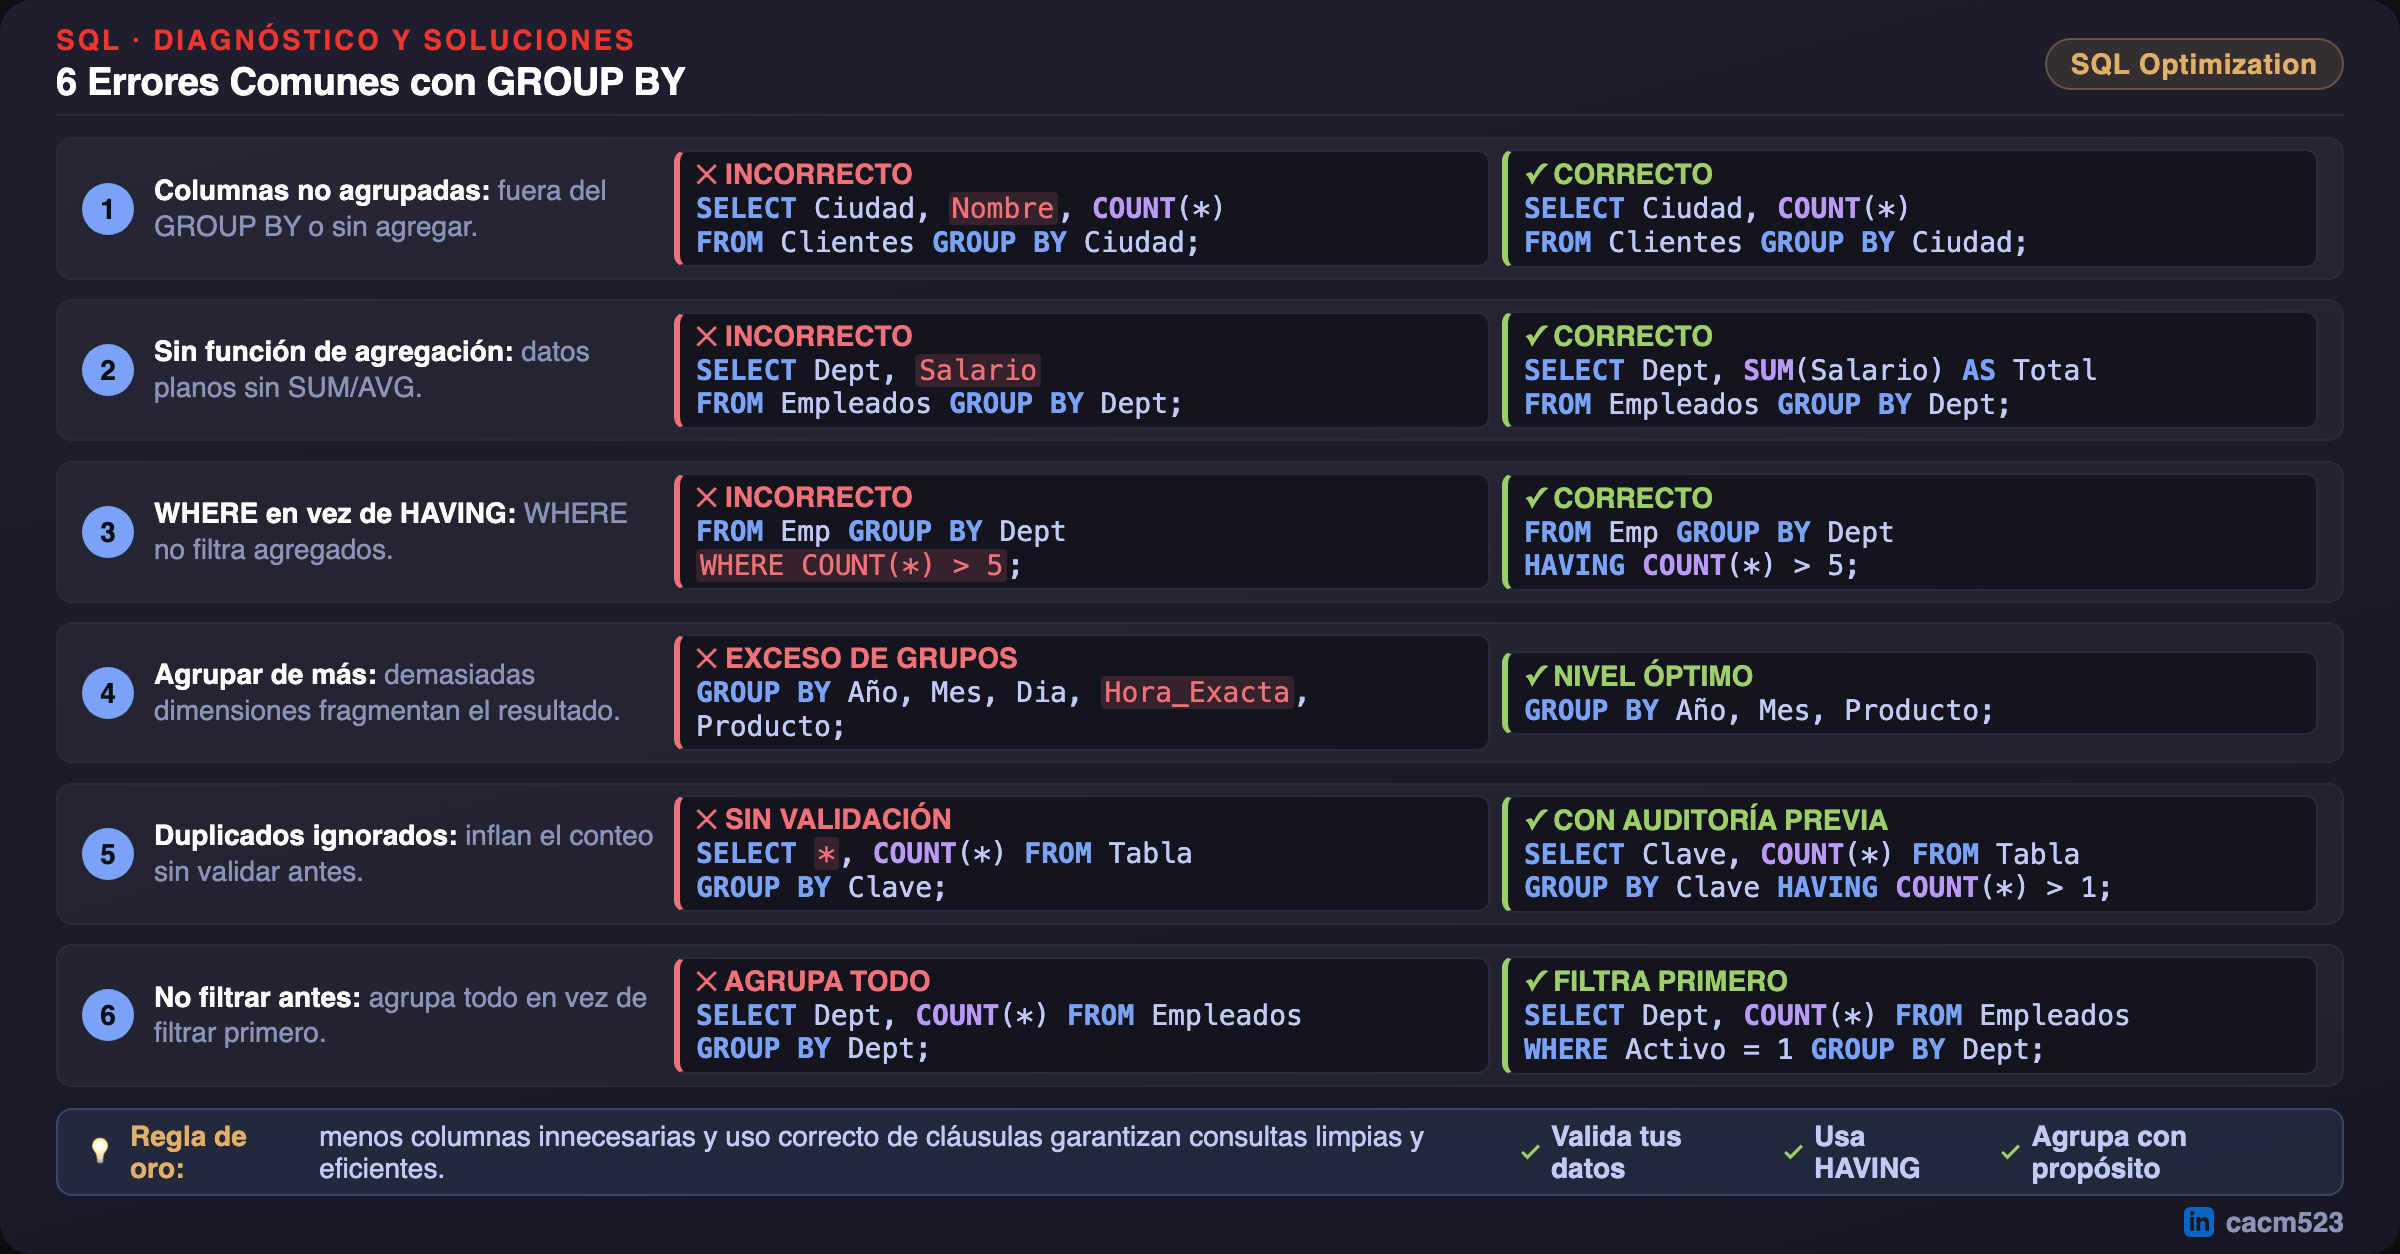 SQL · DIAGNÓSTICO Y SOLUCIONES
6 Errores Comunes con GROUP BY
SQL Optimization
1
Columnas no agrupadas: fuera del
GROUP BY o sin agregar.
✕ INCORRECTO
SELECT Ciudad, Nombre, COUNT(*)
FROM Clientes GROUP BY Ciudad;
✓ CORRECTO
SELECT Ciudad, COUNT(*)
FROM Clientes GROUP BY Ciudad;
2
Sin función de agregación: datos
planos sin SUM/AVG.
✕ INCORRECTO
SELECT Dept, Salario
FROM Empleados GROUP BY Dept;
✓ CORRECTO
SELECT Dept, SUM(Salario) AS Total
FROM Empleados GROUP BY Dept;
3
WHERE en vez de HAVING: WHERE
no filtra agregados.
✕ INCORRECTO
FROM Emp GROUP BY Dept
WHERE COUNT(*) > 5;
✓ CORRECTO
FROM Emp GROUP BY Dept
HAVING COUNT(*) > 5;
4
Agrupar de más: demasiadas
dimensiones fragmentan el resultado.
✕ EXCESO DE GRUPOS
GROUP BY Año, Mes, Dia, Hora_Exacta,
Producto;
✓ NIVEL ÓPTIMO
GROUP BY Año, Mes, Producto;
5
Duplicados ignorados: inflan el conteo
sin validar antes.
✕ SIN VALIDACIÓN
SELECT *, COUNT(*) FROM Tabla
GROUP BY Clave;
✓ CON AUDITORÍA PREVIA
SELECT Clave, COUNT(*) FROM Tabla
GROUP BY Clave HAVING COUNT(*) > 1;
6
No filtrar antes: agrupa todo en vez de
filtrar primero.
✕ AGRUPA TODO
SELECT Dept, COUNT(*) FROM Empleados
GROUP BY Dept;
✓ FILTRA PRIMERO
SELECT Dept, COUNT(*) FROM Empleados
WHERE Activo = 1 GROUP BY Dept;
Regla de
oro:
menos columnas innecesarias y uso correcto de cláusulas garantizan consultas limpias y
eficientes.
✓ Valida tus
datos
✓ Usa
HAVING
✓ Agrupa con
propósito
in cacm523